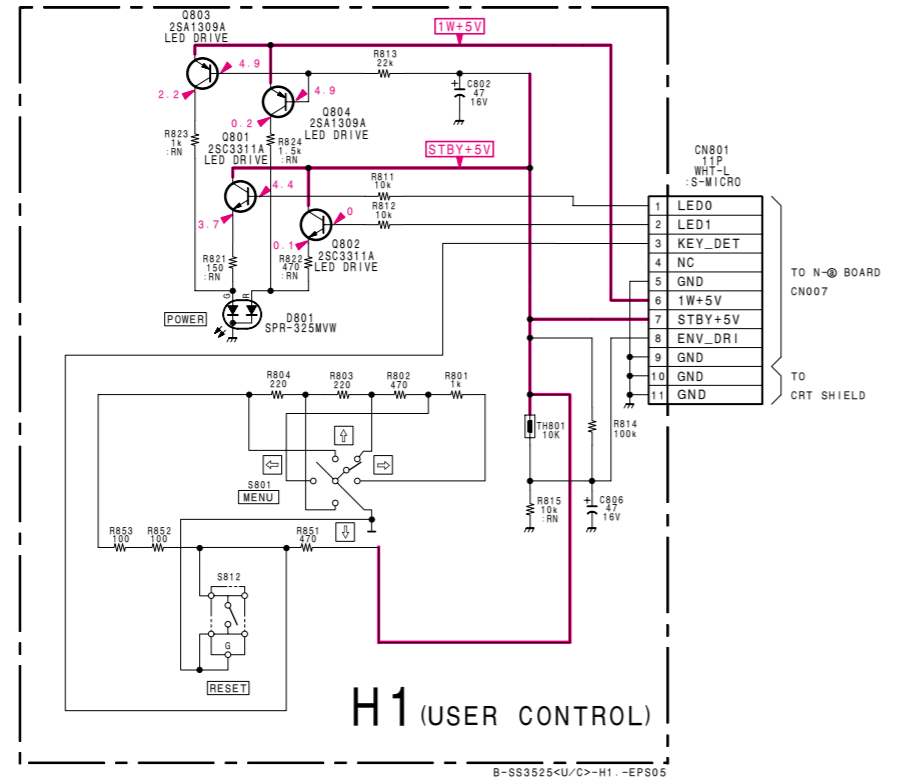 Q803
2SA1309A
LED DRIVE
1W+5V
R813
22k
4.9
2.2
C802
47
16V
4.9
0.2
Q804
2SA1309A
LED DRIVE
R823
1k
:RN
Q801
2SC3311A
LED DRIVE
R824
1.5k
:RN
STBY+5V
CN801
11P
WHT-L
:S-MICRO
4.4
R811
10k
R812
10k
3.7
0
0.1
Q802
2SC3311A
LED DRIVE
R821
150
:RN
R822
470
:RN
G
R
POWER
D801
SPR-325MVW
1 LED0
2 LED1
3 KEY_DET
4 NC
5 GND
6 1W+5V
7 STBY+5V
8 ENV_DRI
9 GND
10 GND
11 GND
TO N-@ BOARD
CN007
TO
CRT SHIELD
R804
220
R803
220
R802
470
R801
1k
TH801
10K
R814
100k
S801
MENU
R815
10k
:RN
C806
47
16V
R853
100
R852
100
R851
470
S812
G
RESET
H1 (USER CONTROL)
B-SS3525<U/C>-H1.-EPS05